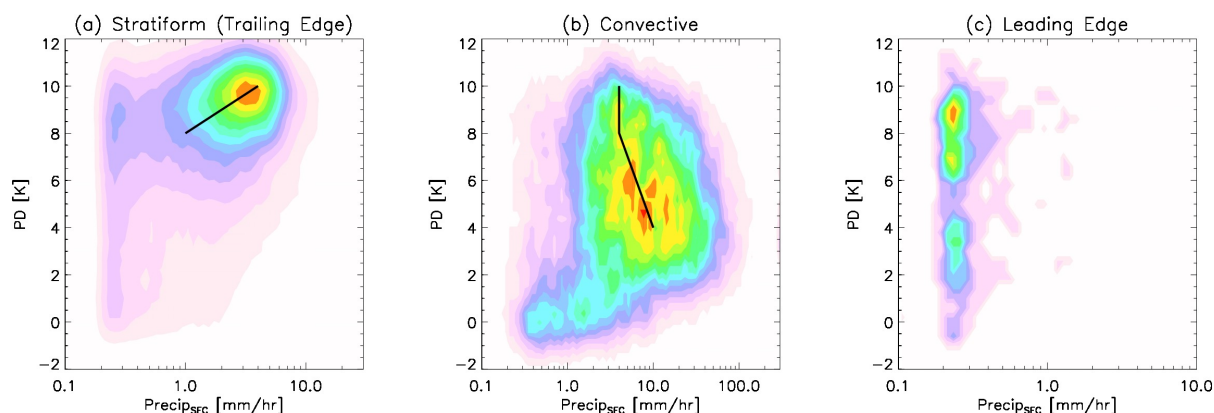 (a) Stratiform (Trailing Edge)
12
10
8
6
4
2
0
−2
PD [K]
0.1 1.0 10.0
Precip_SFC [mm/hr]
(b) Convective
12
10
8
6
4
2
0
−2
PD [K]
0.1 1.0 10.0 100.0
Precip_SFC [mm/hr]
(c) Leading Edge
12
10
8
6
4
2
0
−2
PD [K]
0.1 1.0 10.0
Precip_SFC [mm/hr]